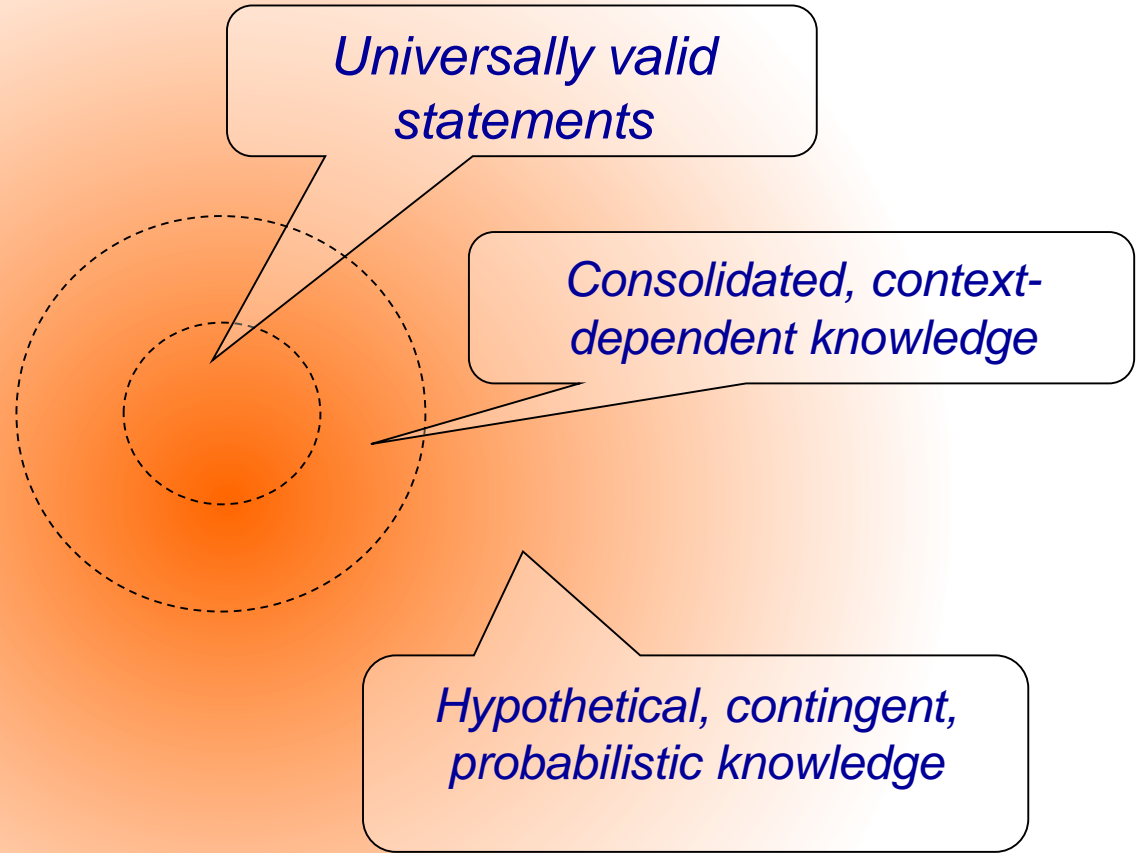 Universally valid
statements
Consolidated, context-
dependent knowledge
Hypothetical, contingent,
probabilistic knowledge